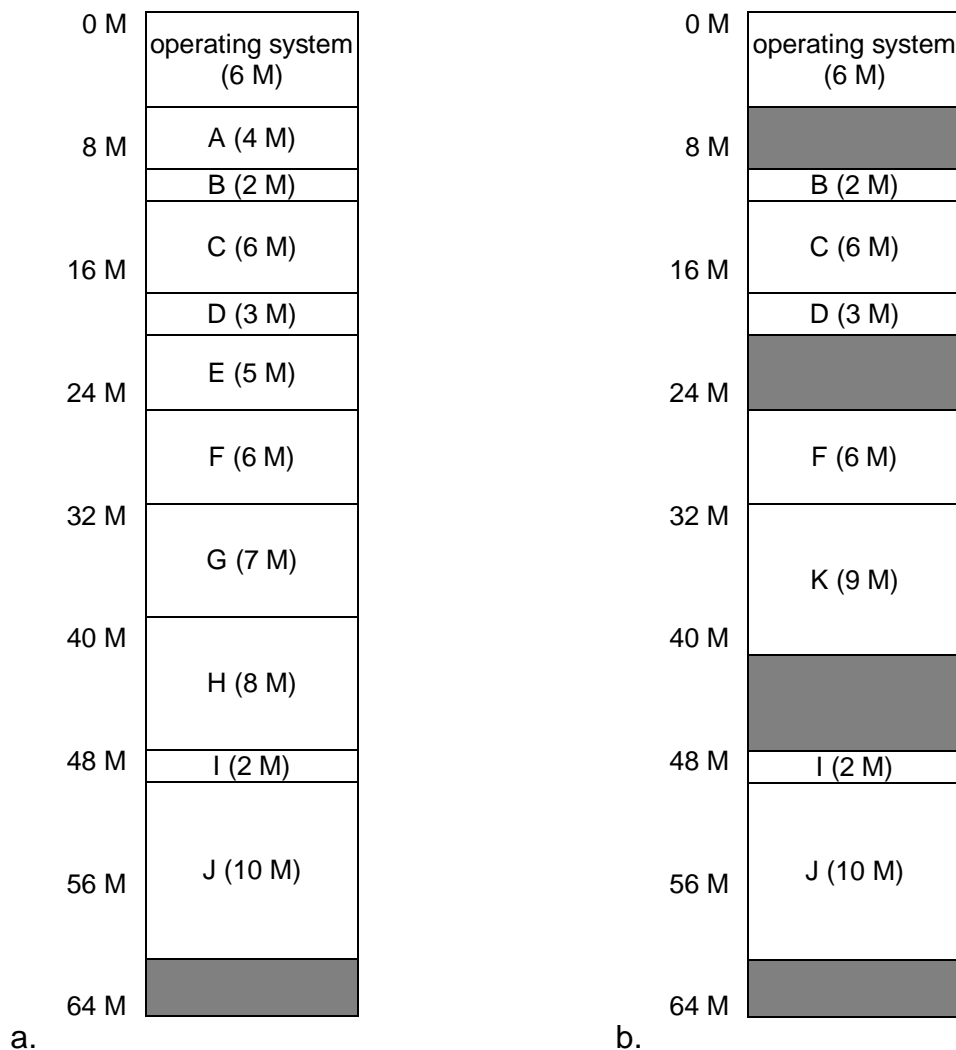 0 M
operating system
(6 M)
A (4 M)
8 M
B (2 M)
C (6 M)
16 M
D (3 M)
E (5 M)
24 M
F (6 M)
32 M
G (7 M)
40 M
H (8 M)
48 M
I (2 M)
J (10 M)
56 M
64 M
a.
0 M
operating system
(6 M)
8 M
B (2 M)
C (6 M)
16 M
D (3 M)
24 M
F (6 M)
32 M
K (9 M)
40 M
48 M
I (2 M)
J (10 M)
56 M
64 M
b.